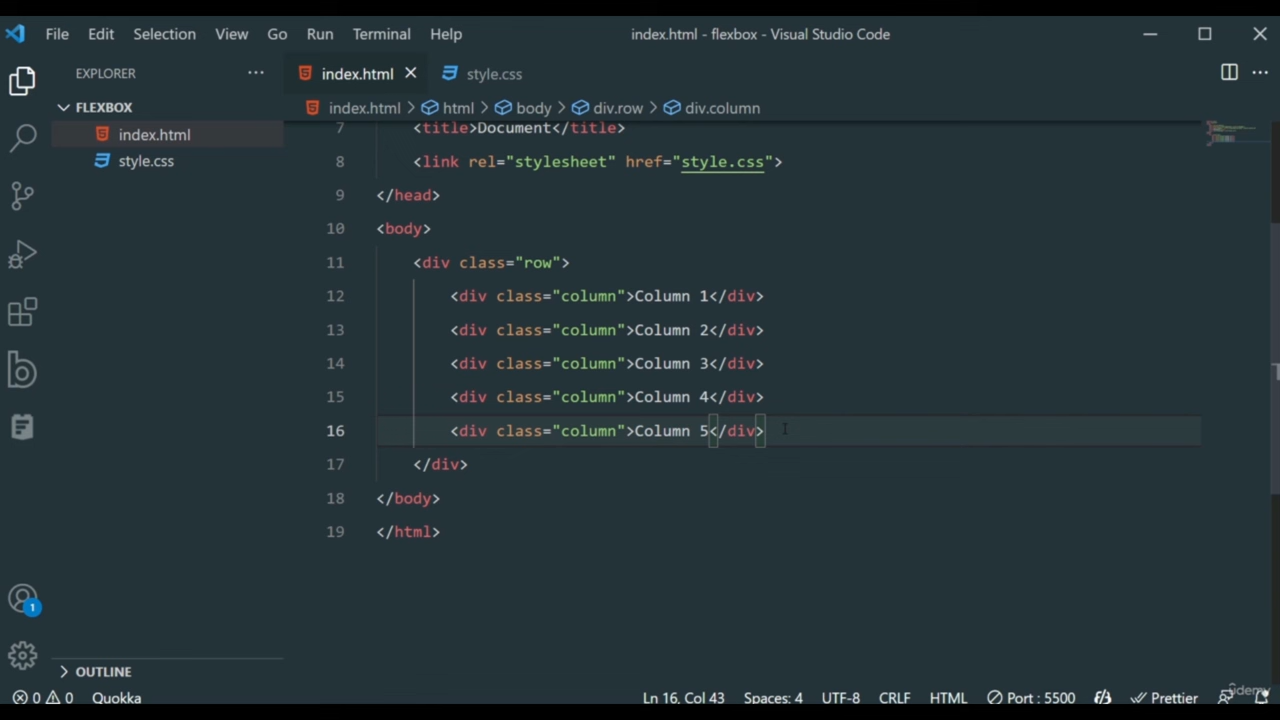 File Edit Selection View Go Run Terminal Help index.html - flexbox - Visual Studio Code
EXPLORER ··· index.html style.css ···
FLEXBOX index.html > html > body > div.row > div.column
index.html
style.css
7 <title>Document</title>
8 <link rel="stylesheet" href="style.css">
9 </head>
10 <body>
11 <div class="row">
12 <div class="column">Column 1</div>
13 <div class="column">Column 2</div>
14 <div class="column">Column 3</div>
15 <div class="column">Column 4</div>
16 <div class="column">Column 5</div>
17 </div>
18 </body>
19 </html>
1
OUTLINE
0 0 Quokka Ln 16, Col 43 Spaces: 4 UTF-8 CRLF HTML Port : 5500 Prettier
udemy